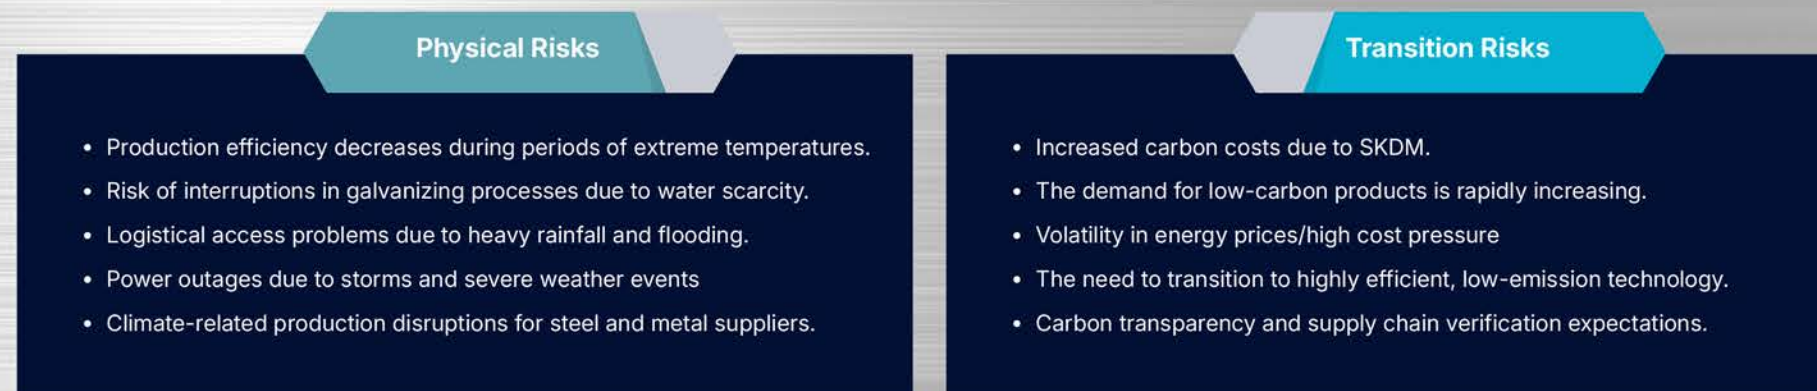 Physical Risks
• Production efficiency decreases during periods of extreme temperatures.
• Risk of interruptions in galvanizing processes due to water scarcity.
• Logistical access problems due to heavy rainfall and flooding.
• Power outages due to storms and severe weather events
• Climate-related production disruptions for steel and metal suppliers.
Transition Risks
• Increased carbon costs due to SKDM.
• The demand for low-carbon products is rapidly increasing.
• Volatility in energy prices/high cost pressure
• The need to transition to highly efficient, low-emission technology.
• Carbon transparency and supply chain verification expectations.